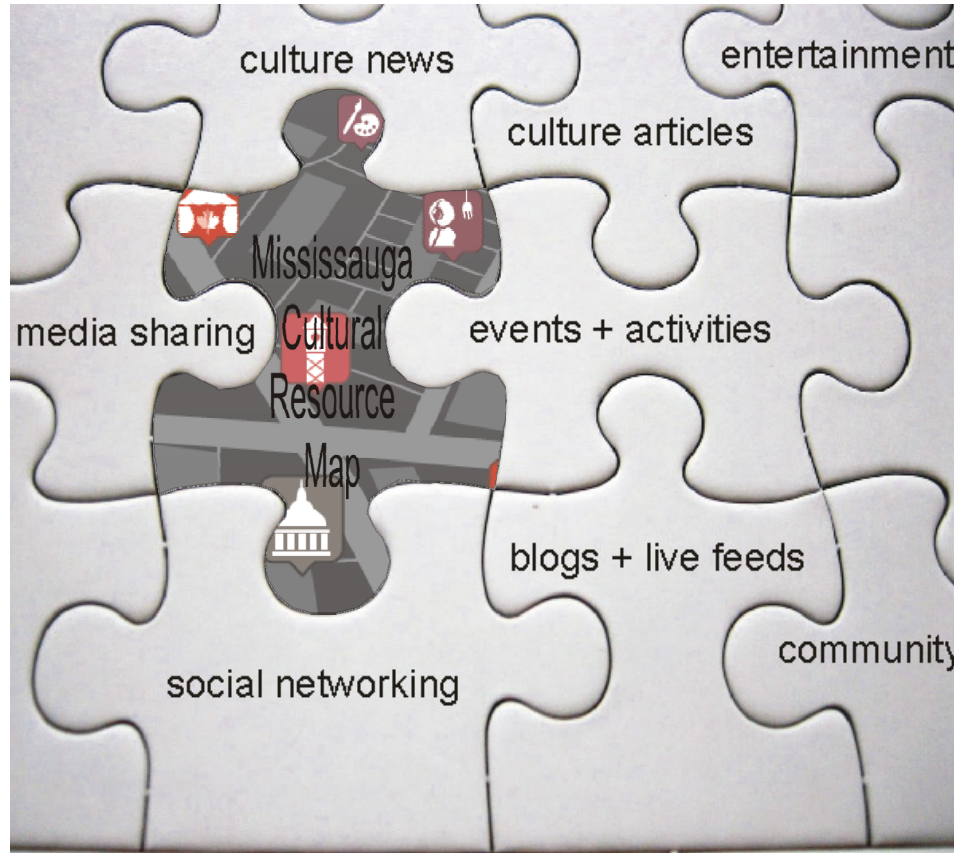 culture news
entertainment
culture articles
Mississauga
Cultural
Resource
Map
media sharing
events + activities
blogs + live feeds
community
social networking